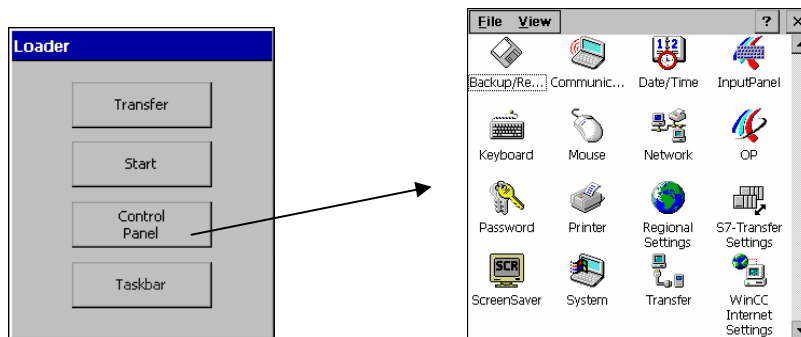 Loader
Transfer
Start
Control
Panel
Taskbar
File View ? ×
Backup/Re... Communic... Date/Time InputPanel
Keyboard Mouse Network OP
Password Printer Regional
Settings S7-Transfer
Settings
SCR
ScreenSaver System Transfer WinCC
Internet
Settings